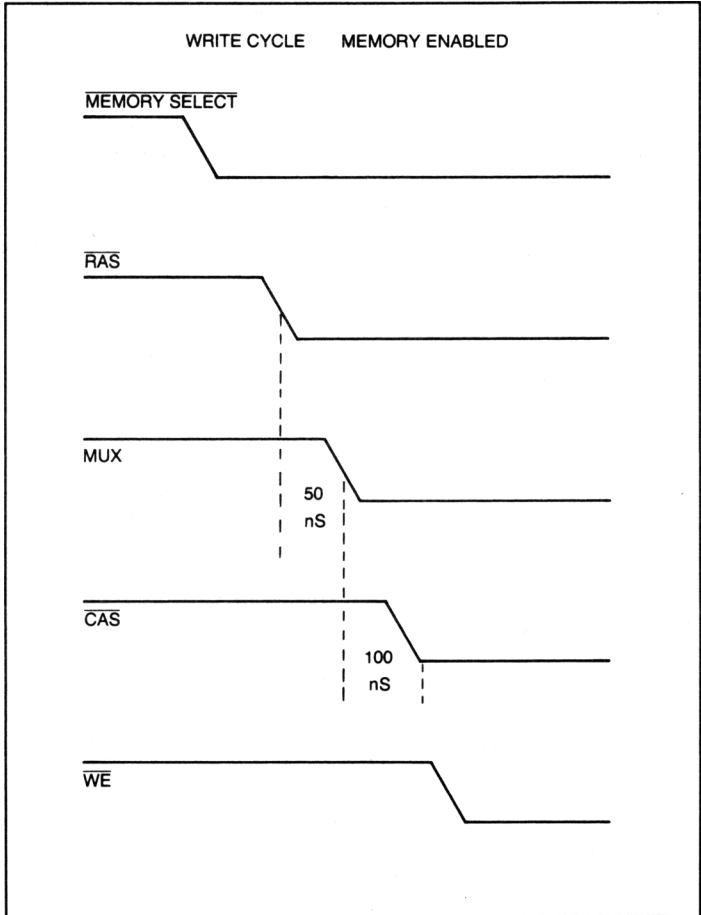 WRITE CYCLE MEMORY ENABLED
MEMORY SELECT
RAS
MUX
50
nS
CAS
100
nS
WE